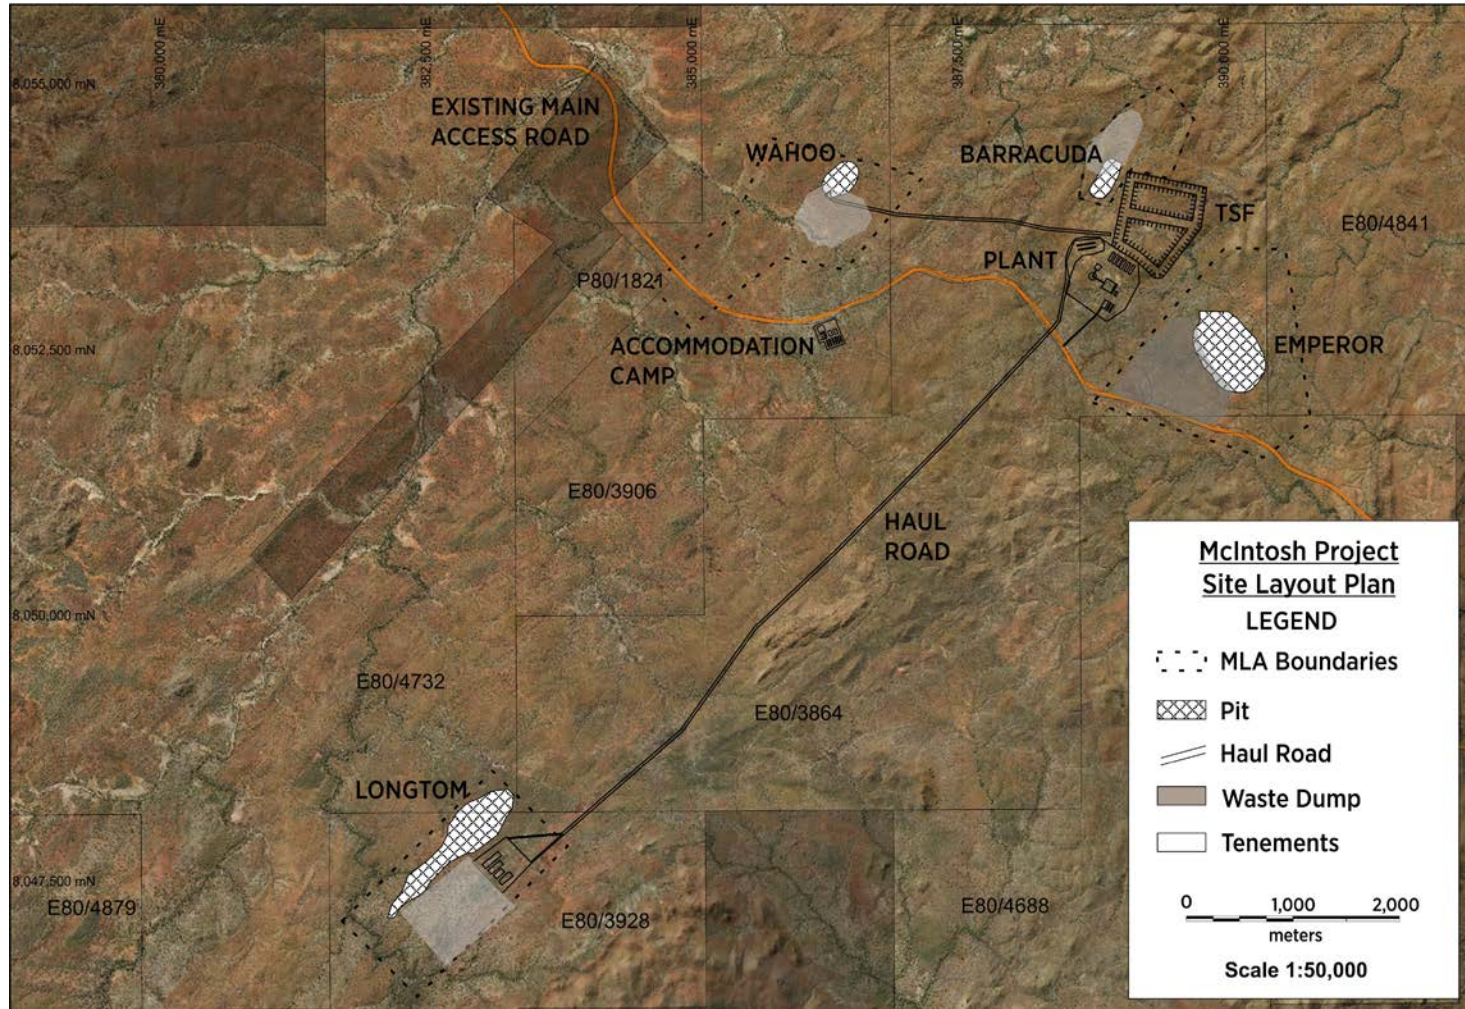 380,000 mE
382,500 mE
385,000 mE
387,500 mE
390,000 mE
8,055,000 mN
EXISTING MAIN
ACCESS ROAD
WAHOO
BARRACUDA
TSF
E80/4841
PLANT
P80/1821
8,052,500 mN
ACCOMMODATION
CAMP
EMPEROR
E80/3906
HAUL
ROAD
8,050,000 mN
E80/4732
E80/3864
LONGTOM
8,047,500 mN
E80/4879
E80/3928
E80/4688
McIntosh Project
Site Layout Plan
LEGEND
MLA Boundaries
Pit
Haul Road
Waste Dump
Tenements
0 1,000 2,000
meters
Scale 1:50,000